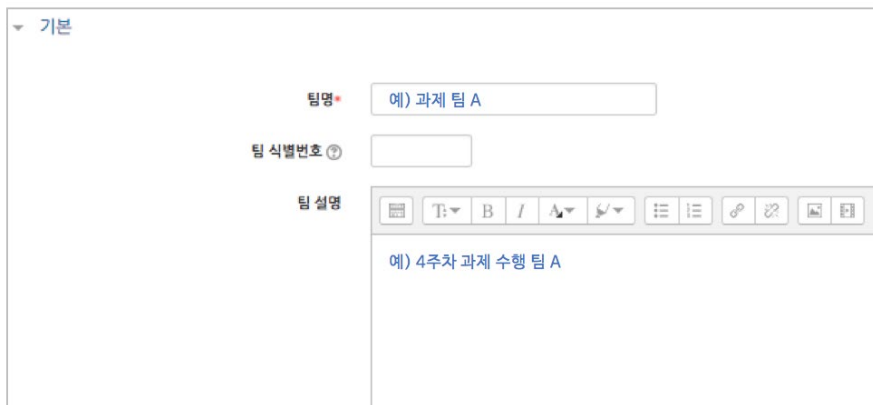 기본
팀명*
예) 과제 팀 A
팀 식별번호 ?
팀 설명
T B I A
예) 4주차 과제 수행 팀 A